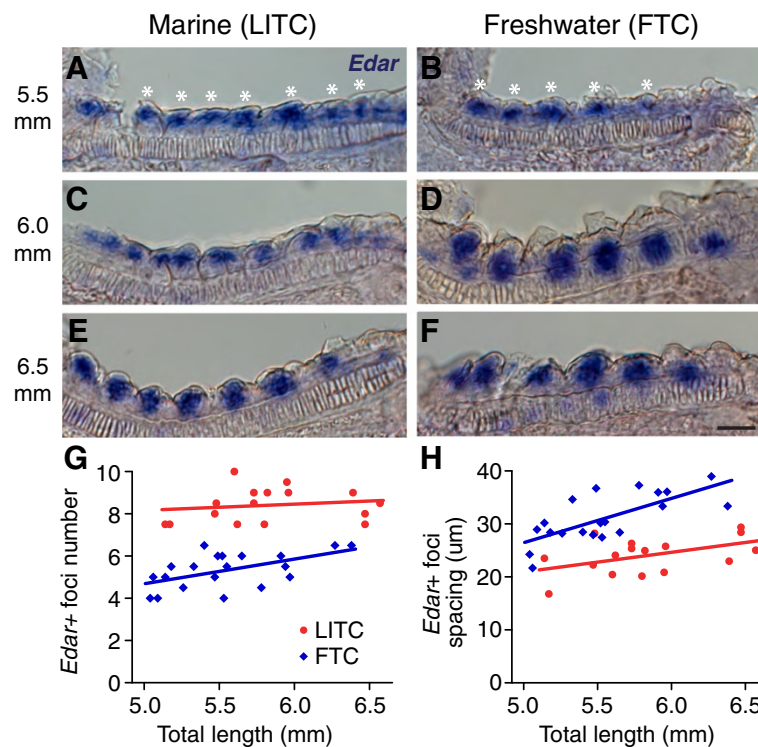 Marine (LITC) Freshwater (FTC)
A * * * * * * * Edar B * * * * *
5.5
mm
C D
6.0
mm
E F
6.5
mm
G H
10
8
6
4
2
0
Edar+ foci number
LITC
FTC
5.0 5.5 6.0 6.5
Total length (mm)
40
30
20
10
0
Edar+ foci
spacing (um)
5.0 5.5 6.0 6.5
Total length (mm)